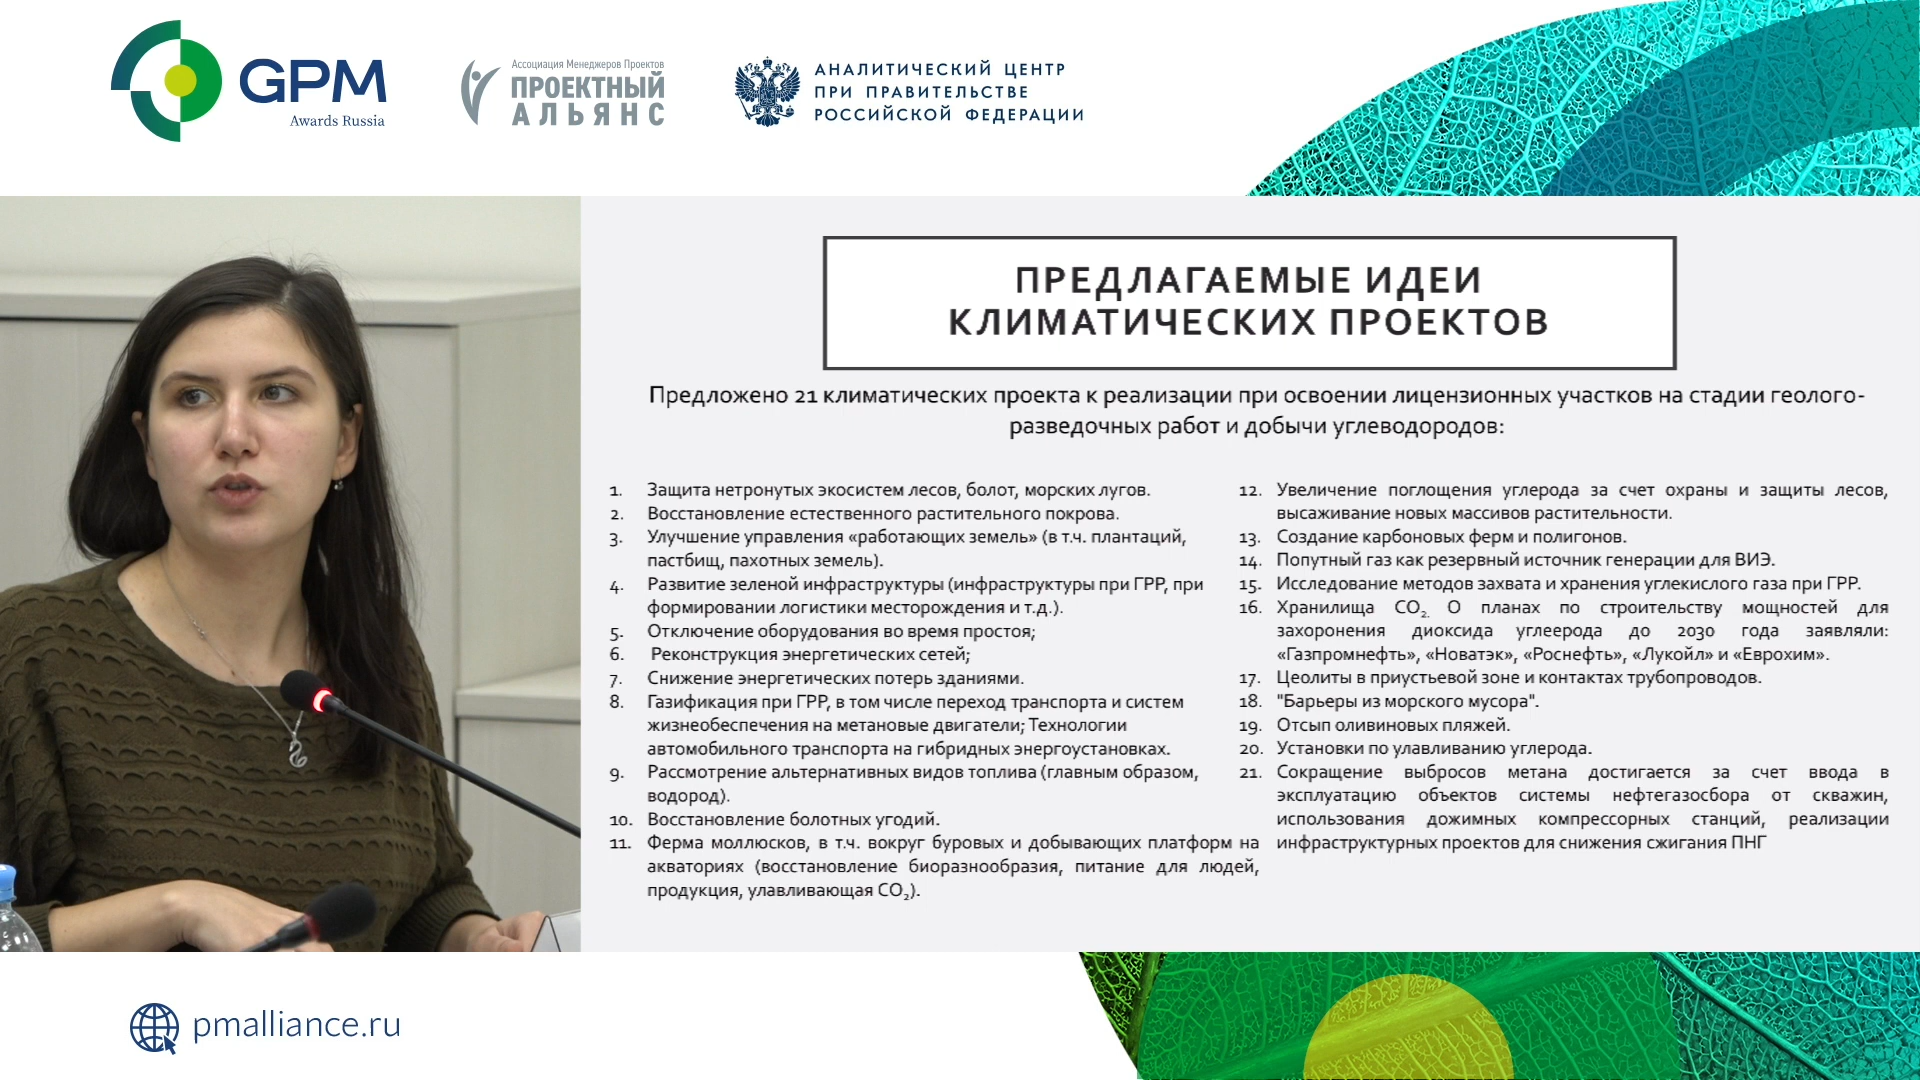 GPM
Awards Russia
Ассоциация Менеджеров Проектов
ПРОЕКТНЫЙ
АЛЬЯНС
АНАЛИТИЧЕСКИЙ ЦЕНТР
ПРИ ПРАВИТЕЛЬСТВЕ
РОССИЙСКОЙ ФЕДЕРАЦИИ
ПРЕДЛАГАЕМЫЕ ИДЕИ
КЛИМАТИЧЕСКИХ ПРОЕКТОВ
Предложено 21 климатических проекта к реализации при освоении лицензионных участков на стадии геолого-
разведочных работ и добычи углеводородов:
1. Защита нетронутых экосистем лесов, болот, морских лугов.
2. Восстановление естественного растительного покрова.
3. Улучшение управления «работающих земель» (в т.ч. плантаций,
пастбищ, пахотных земель).
4. Развитие зеленой инфраструктуры (инфраструктуры при ГРР, при
формировании логистики месторождения и т.д.).
5. Отключение оборудования во время простоя;
6. Реконструкция энергетических сетей;
7. Снижение энергетических потерь зданиями.
8. Газификация при ГРР, в том числе переход транспорта и систем
жизнеобеспечения на метановые двигатели; Технологии
автомобильного транспорта на гибридных энергоустановках.
9. Рассмотрение альтернативных видов топлива (главным образом,
водород).
10. Восстановление болотных угодий.
11. Ферма моллюсков, в т.ч. вокруг буровых и добывающих платформ на
акваториях (восстановление биоразнообразия, питание для людей,
продукция, улавливающая CO₂).
12. Увеличение поглощения углерода за счет охраны и защиты лесов,
высаживание новых массивов растительности.
13. Создание карбоновых ферм и полигонов.
14. Попутный газ как резервный источник генерации для ВИЭ.
15. Исследование методов захвата и хранения углекислого газа при ГРР.
16. Хранилища CO₂. О планах по строительству мощностей для
захоронения диоксида углеерода до 2030 года заявляли:
«Газпромнефть», «Новатэк», «Роснефть», «Лукойл» и «Еврохим».
17. Цеолиты в приустьевой зоне и контактах трубопроводов.
18. "Барьеры из морского мусора".
19. Отсып оливиновых пляжей.
20. Установки по улавливанию углерода.
21. Сокращение выбросов метана достигается за счет ввода в
эксплуатацию объектов системы нефтегазосбора от скважин,
использования дожимных компрессорных станций, реализации
инфраструктурных проектов для снижения сжигания ПНГ
pmalliance.ru